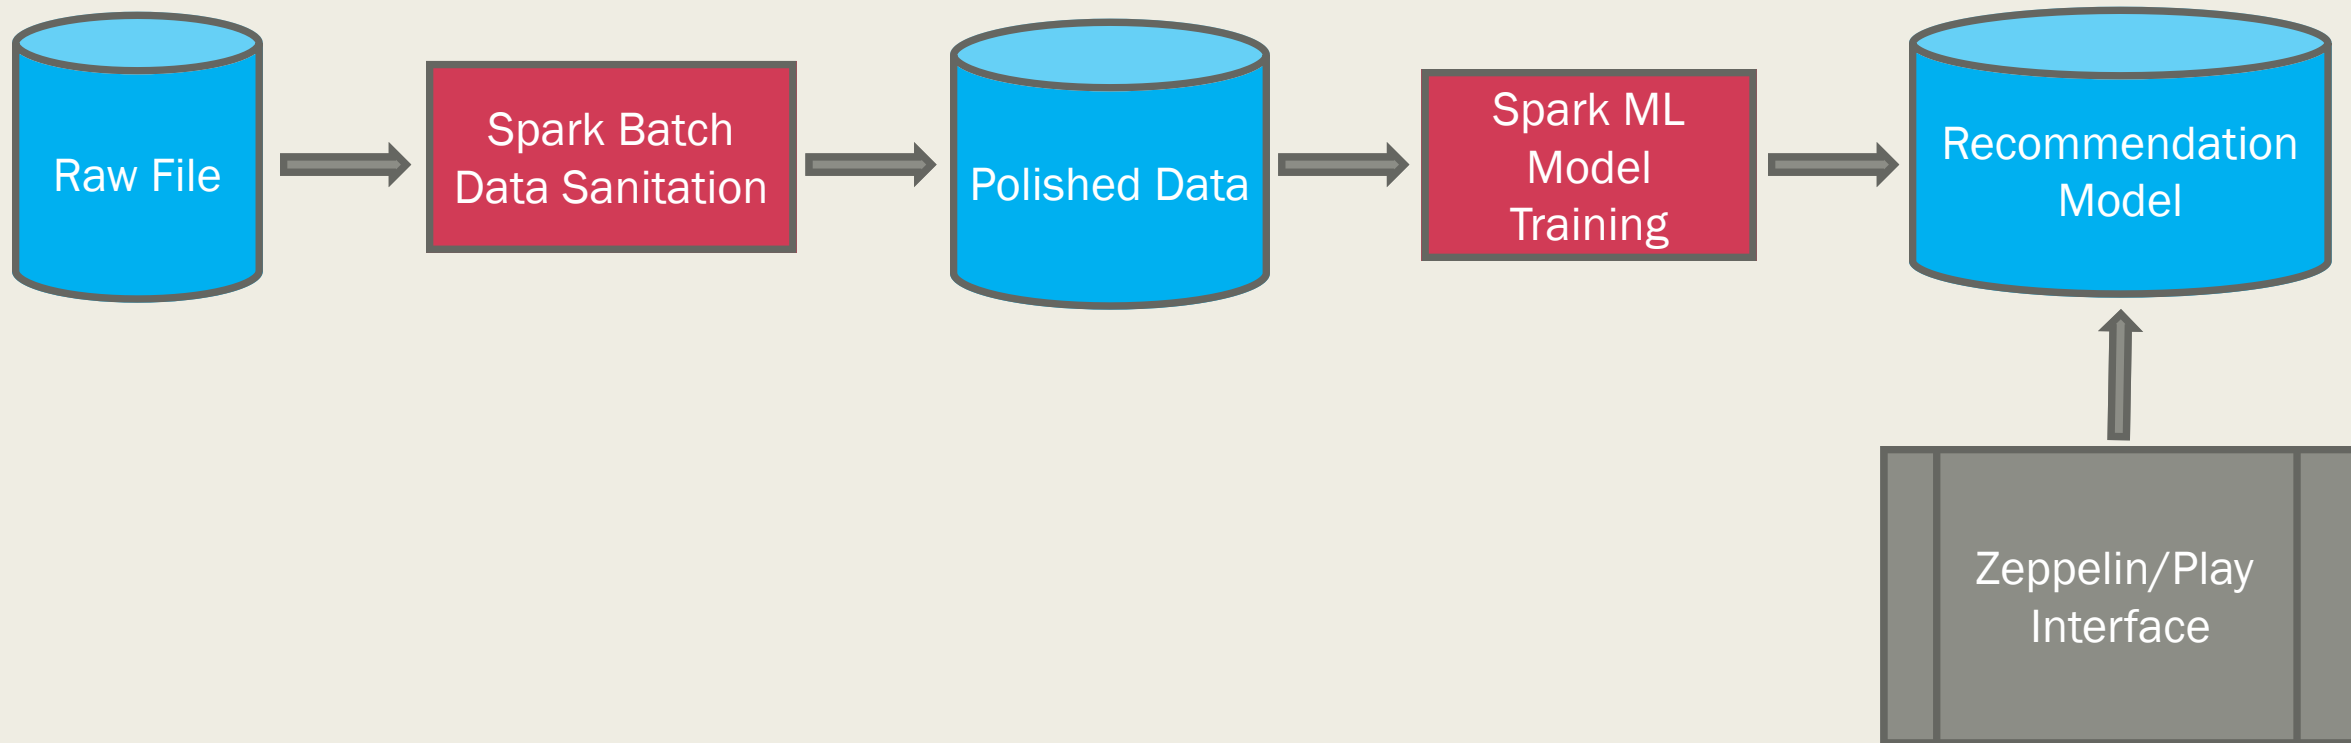 Raw File
Spark Batch
Data Sanitation
Polished Data
Spark ML
Model
Training
Recommendation
Model
Zeppelin/Play
Interface